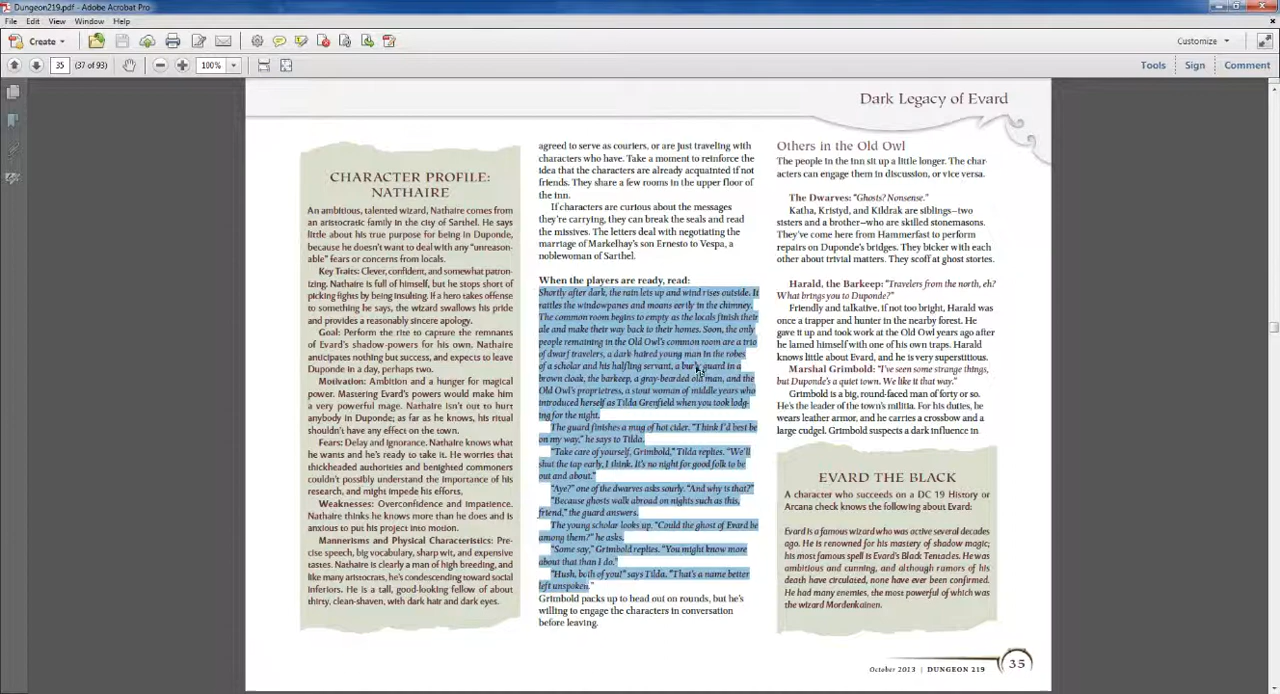 Dungeon219.pdf - Adobe Acrobat Pro
File Edit View Window Help
Create
Customize
35 (37 of 93)
100%
Tools Sign Comment
Dark Legacy of Evard
CHARACTER PROFILE:
NATHAIRE
An ambitious, talented wizard, Nathaire comes from
an aristocratic family in the city of Sarthel. He says
little about his true purpose for being in Duponde,
because he doesn't want to deal with any "unreason-
able" fears or concerns from locals.
Key Traits: Clever, confident, and somewhat patron-
izing. Nathaire is full of himself, but he stops short of
picking fights by being insulting. If a hero takes offense
to something he says, the wizard swallows his pride
and provides a reasonably sincere apology.
Goal: Perform the rite to capture the remnants
of Evard's shadow-powers for his own. Nathaire
anticipates nothing but success, and expects to leave
Duponde in a day, perhaps two.
Motivation: Ambition and a hunger for magical
power. Mastering Evard's powers would make him
a very powerful mage. Nathaire isn't out to hurt
anybody in Duponde; as far as he knows, his ritual
shouldn't have any effect on the town.
Fears: Delay and ignorance. Nathaire knows what
he wants and he's ready to take it. He worries that
thickheaded authorities and benighted commoners
couldn't possibly understand the importance of his
research, and might impede his efforts.
Weaknesses: Overconfidence and impatience.
Nathaire thinks he knows more than he does and is
anxious to put his project into motion.
Mannerisms and Physical Characteristics: Pre-
cise speech, big vocabulary, sharp wit, and expensive
tastes. Nathaire is clearly a man of high breeding, and
like many aristocrats, he's condescending toward social
inferiors. He is a tall, good-looking fellow of about
thirty, clean-shaven, with dark hair and dark eyes.
agreed to serve as couriers, or are just traveling with
characters who have. Take a moment to reinforce the
idea that the characters are already acquainted if not
friends. They share a few rooms in the upper floor of
the inn.
If characters are curious about the messages
they're carrying, they can break the seals and read
the missives. The letters deal with negotiating the
marriage of Markelhay's son Ernesto to Vespa, a
noblewoman of Sarthel.
When the players are ready, read:
Shortly after dark, the rain lets up and wind rises outside. It
rattles the windowpanes and moans eerily in the chimney.
The common room begins to empty as the locals finish their
ale and make their way back to their homes. Soon, the only
people remaining in the Old Owl's common room are a trio
of dwarf travelers, a dark haired young man in the robes
of a scholar and his halfling servant, a burly guard in a
brown cloak, the barkeep, a gray-bearded old man, and the
Old Owl's proprietress, a stout woman of middle years who
introduced herself as Tilda Grenfield when you took lodg-
ing for the night.
The guard finishes a mug of hot cider. "Think I'd best be
on my way," he says to Tilda.
"Take care of yourself, Grimbold," Tilda replies. "We'll
shut the tap early, I think. It's no night for good folk to be
out and about."
"Aye?" one of the dwarves asks sourly. "And why is that?"
"Because ghosts walk abroad on nights such as this,
friend," the guard answers.
The young scholar looks up. "Could the ghost of Evard be
among them?" he asks.
"Some say," Grimbold replies. "You might know more
about that than I do."
"Hush, both of you!" says Tilda. "That's a name better
left unspoken."
Grimbold packs up to head out on rounds, but he's
willing to engage the characters in conversation
before leaving.
Others in the Old Owl
The people in the inn sit up a little longer. The char-
acters can engage them in discussion, or vice versa.
The Dwarves: "Ghosts? Nonsense."
Katha, Kristyd, and Kildrak are siblings—two
sisters and a brother—who are skilled stonemasons.
They've come here from Hammerfast to perform
repairs on Duponde's bridges. They bicker with each
other about trivial matters. They scoff at ghost stories.
Harald, the Barkeep: "Travelers from the north, eh?
What brings you to Duponde?"
Friendly and talkative, if not too bright, Harald was
once a trapper and hunter in the nearby forest. He
gave it up and took work at the Old Owl years ago after
he lamed himself with one of his own traps. Harald
knows little about Evard, and he is very superstitious.
Marshal Grimbold: "I've seen some strange things,
but Duponde's a quiet town. We like it that way."
Grimbold is a big, round-faced man of forty or so.
He's the leader of the town's militia. For his duties, he
wears leather armor, and he carries a crossbow and a
large cudgel. Grimbold suspects a dark influence in
EVARD THE BLACK
A character who succeeds on a DC 19 History or
Arcana check knows the following about Evard:
Evard is a famous wizard who was active several decades
ago. He is renowned for his mastery of shadow magic;
his most famous spell is Evard's Black Tentacles. He was
ambitious and cunning, and although rumors of his
death have circulated, none have ever been confirmed.
He had many enemies, the most powerful of which was
the wizard Mordenkainen.
October 2013 | DUNGEON 219 35